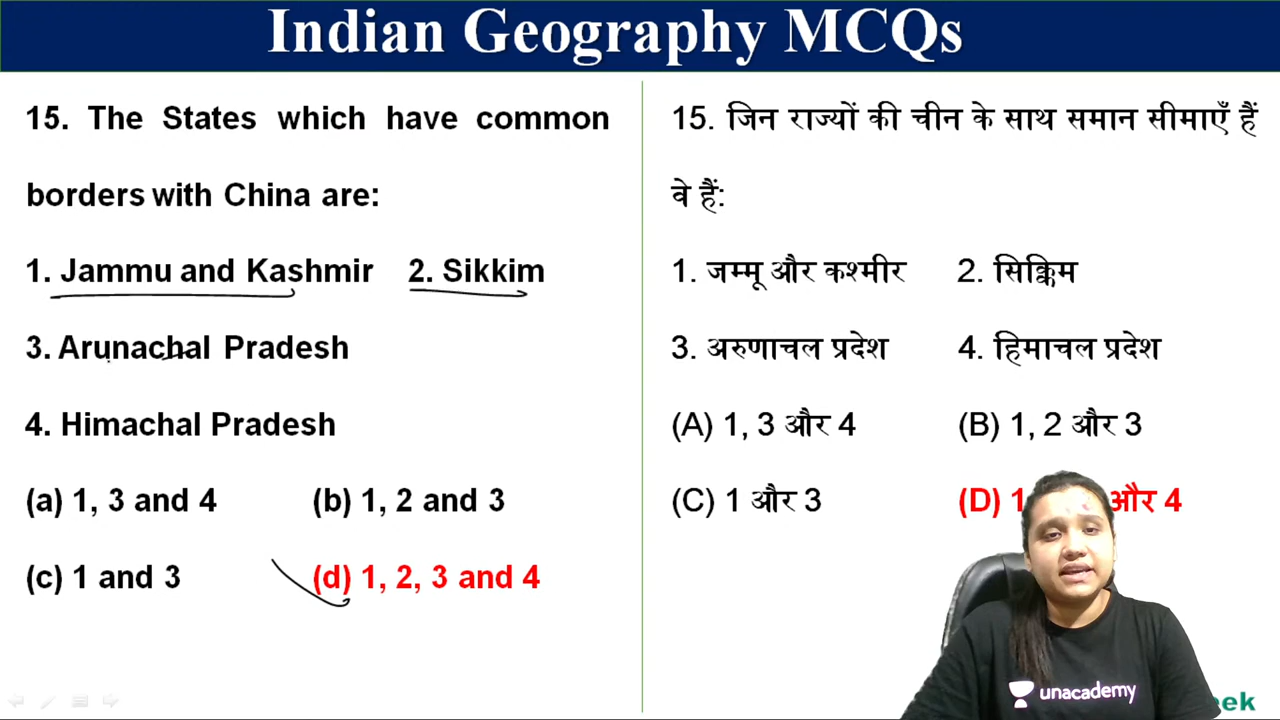 Indian Geography MCQs
15. The States which have common
borders with China are:
1. Jammu and Kashmir 2. Sikkim
3. Arunachal Pradesh
4. Himachal Pradesh
(a) 1, 3 and 4 (b) 1, 2 and 3
(c) 1 and 3 (d) 1, 2, 3 and 4
15. जिन राज्यों की चीन के साथ समान सीमाएँ हैं
वे हैं:
1. जम्मू और कश्मीर 2. सिक्किम
3. अरुणाचल प्रदेश 4. हिमाचल प्रदेश
(A) 1, 3 और 4 (B) 1, 2 और 3
(C) 1 और 3 (D) 1 और 4
unacademy